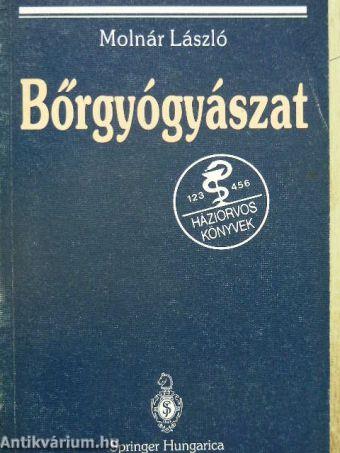 Molnár László
Bőrgyógyászat
123 456
HÁZIORVOS
KÖNYVEK
Springer Hungarica
Antikvárium.hu